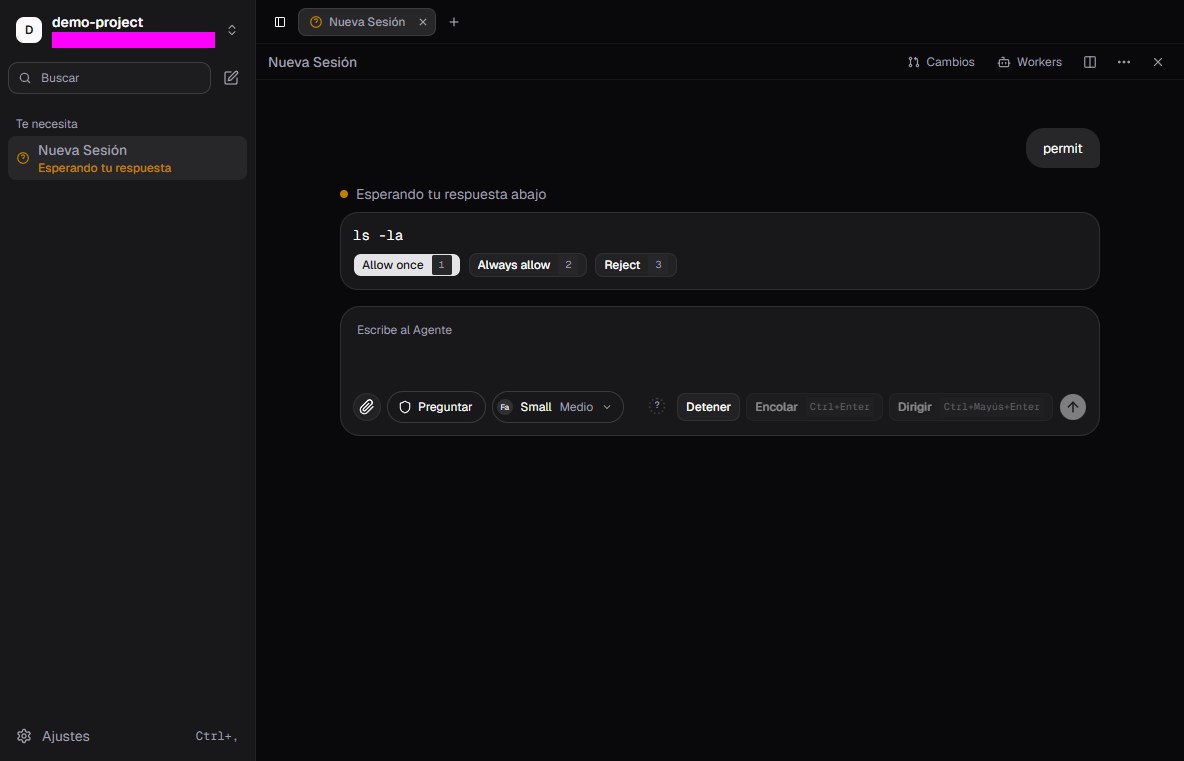 D
demo-project
Buscar
Te necesita
Nueva Sesión
Esperando tu respuesta
Ajustes
Ctrl+,
Nueva Sesión
Nueva Sesión
Cambios
Workers
permit
Esperando tu respuesta abajo
ls -la
Allow once 1
Always allow 2
Reject 3
Escribe al Agente
Preguntar
Fa Small Medio
?
Detener
Encolar Ctrl+Enter
Dirigir Ctrl+Mayús+Enter